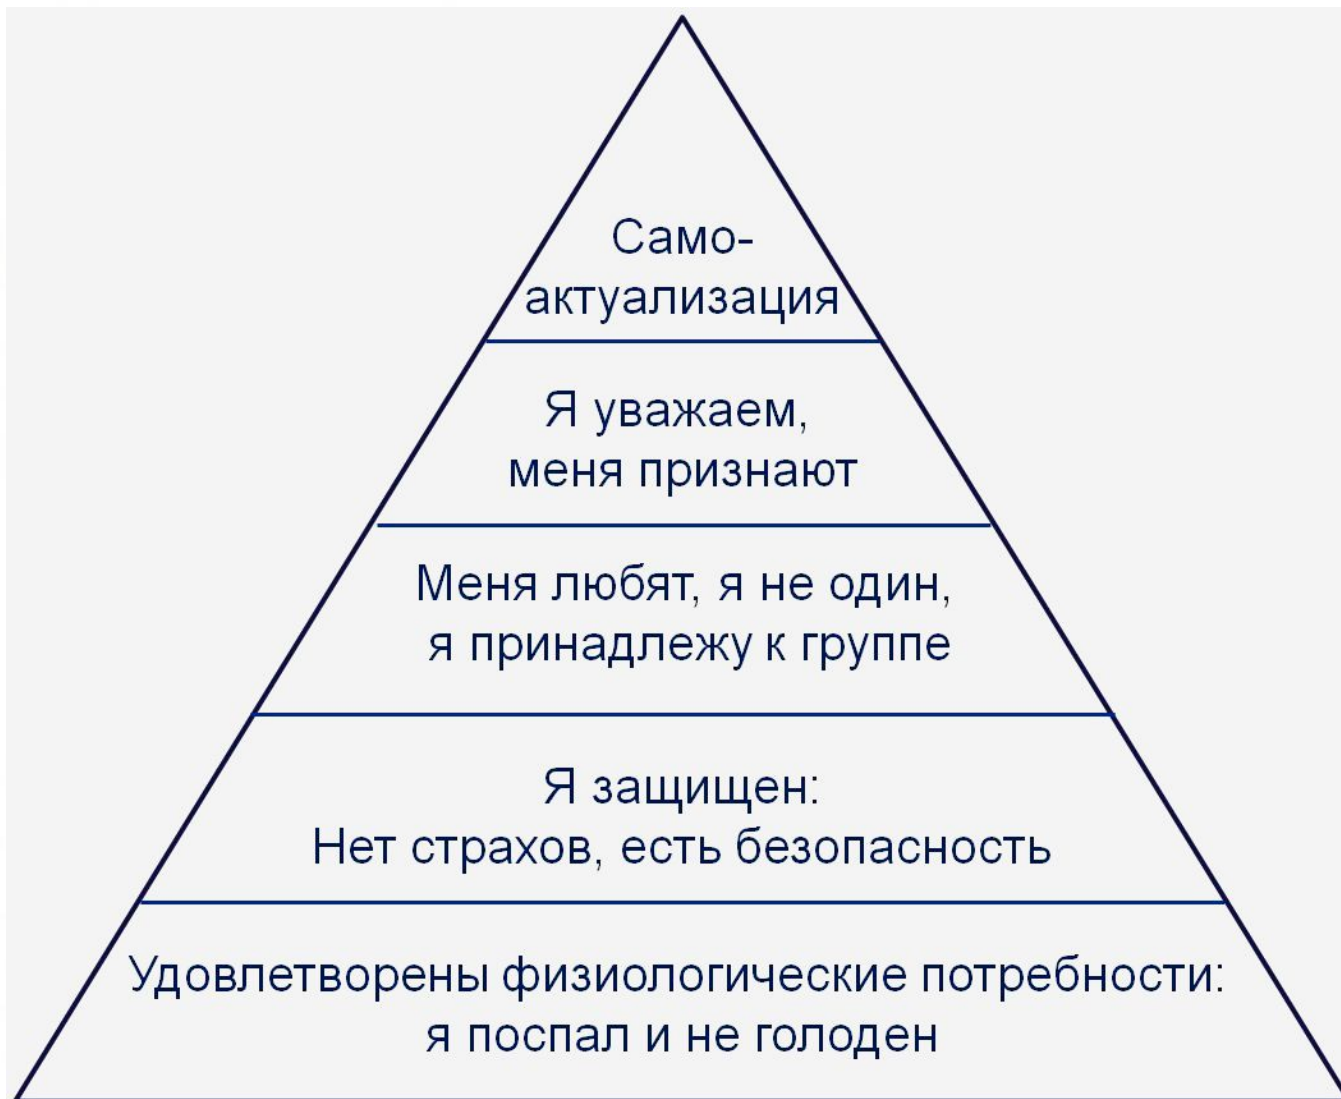 Само-
актуализация
Я уважаем,
меня признают
Меня любят, я не один,
я принадлежу к группе
Я защищен:
Нет страхов, есть безопасность
Удовлетворены физиологические потребности:
я поспал и не голоден